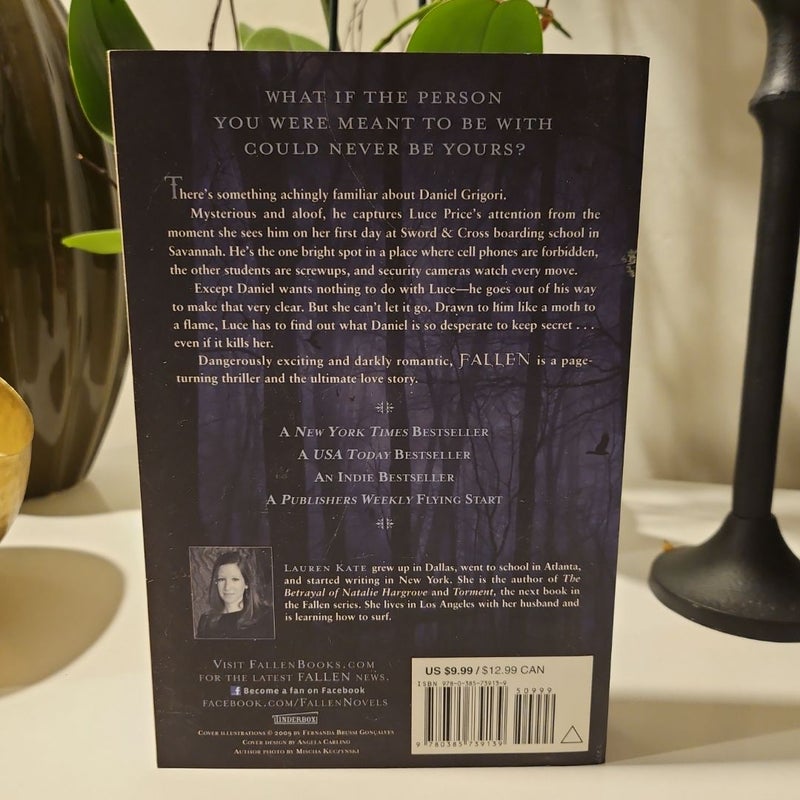 WHAT IF THE PERSON
YOU WERE MEANT TO BE WITH
COULD NEVER BE YOURS?
There's something achingly familiar about Daniel Grigori.
Mysterious and aloof, he captures Luce Price's attention from the
moment she sees him on her first day at Sword & Cross boarding school in
Savannah. He's the one bright spot in a place where cell phones are forbidden,
the other students are screwups, and security cameras watch every move.
Except Daniel wants nothing to do with Luce—he goes out of his way
to make that very clear. But she can't let it go. Drawn to him like a moth to
a flame, Luce has to find out what Daniel is so desperate to keep secret . . .
even if it kills her.
Dangerously exciting and darkly romantic, FALLEN is a page-
turning thriller and the ultimate love story.
A NEW YORK TIMES BESTSELLER
A USA TODAY BESTSELLER
AN INDIE BESTSELLER
A PUBLISHERS WEEKLY FLYING START
LAUREN KATE grew up in Dallas, went to school in Atlanta,
and started writing in New York. She is the author of The
Betrayal of Natalie Hargrove and Torment, the next book in
the Fallen series. She lives in Los Angeles with her husband and
is learning how to surf.
VISIT FALLENBOOKS.COM
FOR THE LATEST FALLEN NEWS.
f Become a fan on Facebook
FACEBOOK.COM/FALLENNOVELS
TINDERBOX
COVER ILLUSTRATIONS © 2009 BY FERNANDA BRUSSI GONÇALVES
COVER DESIGN BY ANGELA CARLINO
AUTHOR PHOTO BY MISCHA KUCZYNSKI
US $9.99 / $12.99 CAN
ISBN 978-0-385-73913-9
50999
9 780385 739139